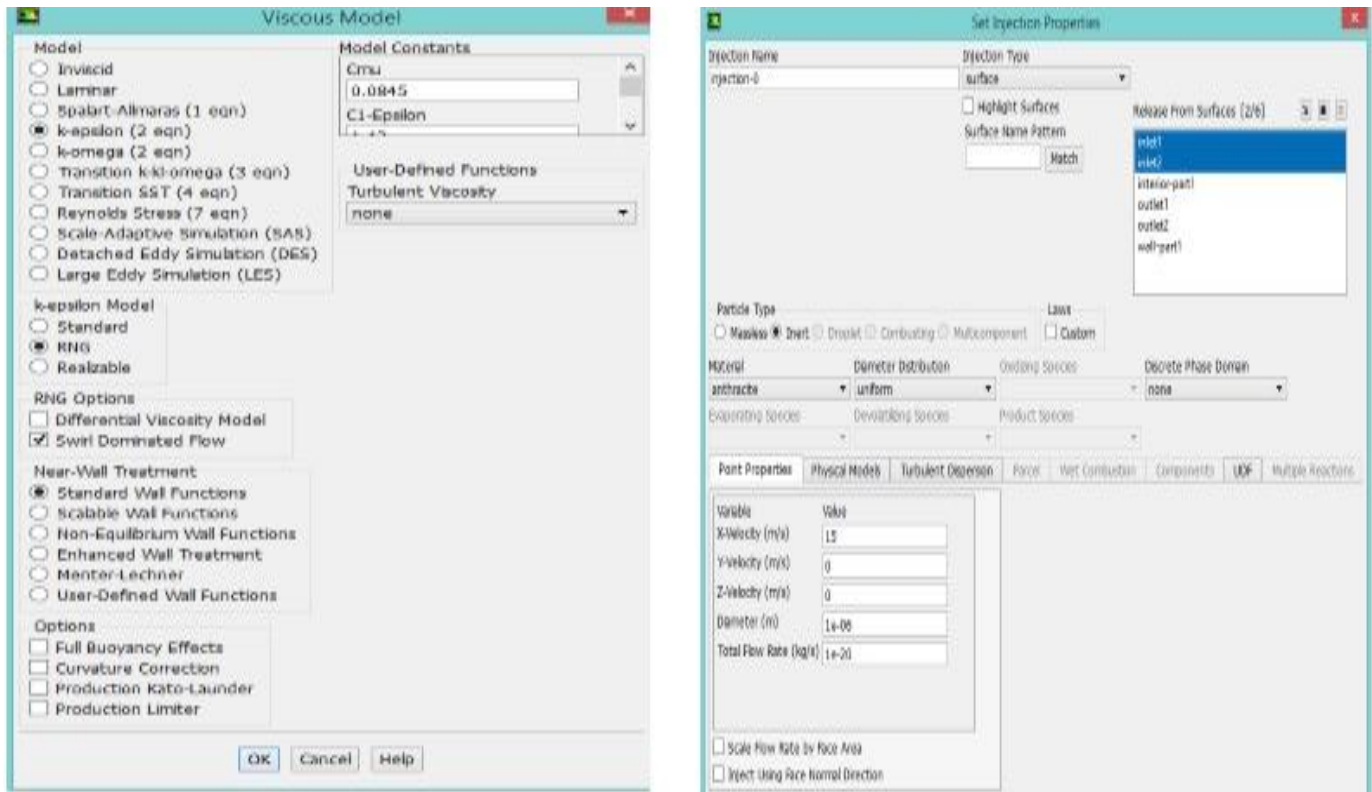 Viscous Model
Model
Inviscid
Laminar
Spalart-Allmaras (1 eqn)
k-epsilon (2 eqn)
k-omega (2 eqn)
Transition k-kl-omega (3 eqn)
Transition SST (4 eqn)
Reynolds Stress (7 eqn)
Scale-Adaptive Simulation (SAS)
Detached Eddy Simulation (DES)
Large Eddy Simulation (LES)
k-epsilon Model
Standard
RNG
Realizable
RNG Options
Differential Viscosity Model
Swirl Dominated Flow
Near-Wall Treatment
Standard Wall Functions
Scalable Wall Functions
Non-Equilibrium Wall Functions
Enhanced Wall Treatment
Menter-Lechner
User-Defined Wall Functions
Options
Full Buoyancy Effects
Curvature Correction
Production Kato-Launder
Production Limiter
Model Constants
Cmu
0.0845
C1-Epsilon
User-Defined Functions
Turbulent Viscosity
none
OK Cancel Help
Set Injection Properties
Injection Name
injection-0
Injection Type
surface
Highlight Surfaces
Surface Name Pattern
Match
Release From Surfaces [2/6]
inlet1
inlet2
interior-part1
outlet1
outlet2
wall-part1
Particle Type
Massless Inert Droplet Combusting Multicomponent
Laws
Custom
Material Diameter Distribution Oxidizing Species Discrete Phase Domain
anthracite uniform none
Evaporating Species Devolatilizing Species Product Species
Point Properties Physical Models Turbulent Dispersion Parcel Wet Combustion Components UDF Multiple Reactions
Variable Value
X-Velocity (m/s) 15
Y-Velocity (m/s) 0
Z-Velocity (m/s) 0
Diameter (m) 1e-06
Total Flow Rate (kg/s) 1e-20
Scale Flow Rate by Face Area
Inject Using Face Normal Direction